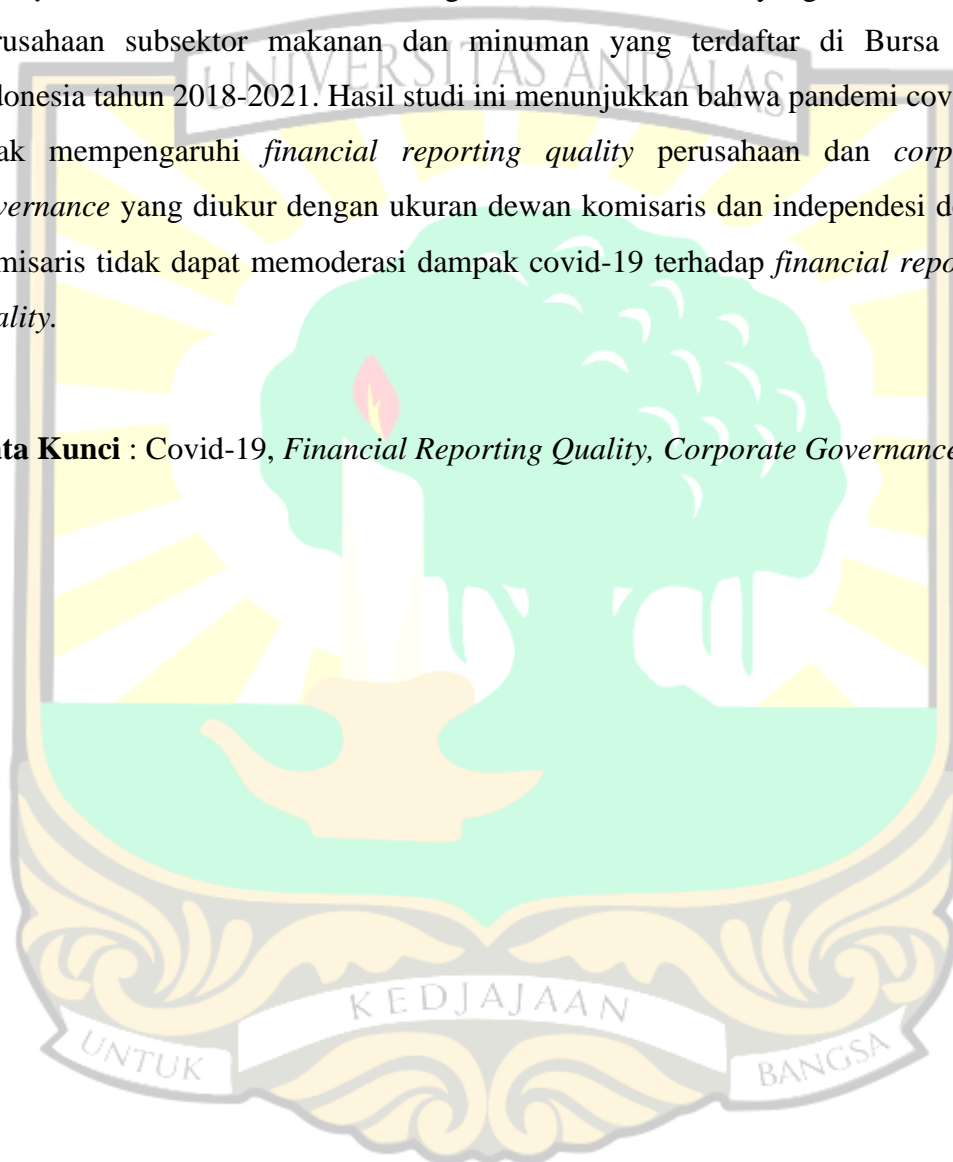 yang
rusahaan subsektor makanan dan minuman yang terdaftar di Bursa
UNIVERSITAS ANDALAS
donesia tahun 2018-2021. Hasil studi ini menunjukkan bahwa pandemi cov
ak mempengaruhi financial reporting quality perusahaan dan corp
vernance yang diukur dengan ukuran dewan komisaris dan independesi d
misaris tidak dapat memoderasi dampak covid-19 terhadap financial repo
ality.
ta Kunci : Covid-19, Financial Reporting Quality, Corporate Governance
UNTUK KEDJAJAAN BANGSA